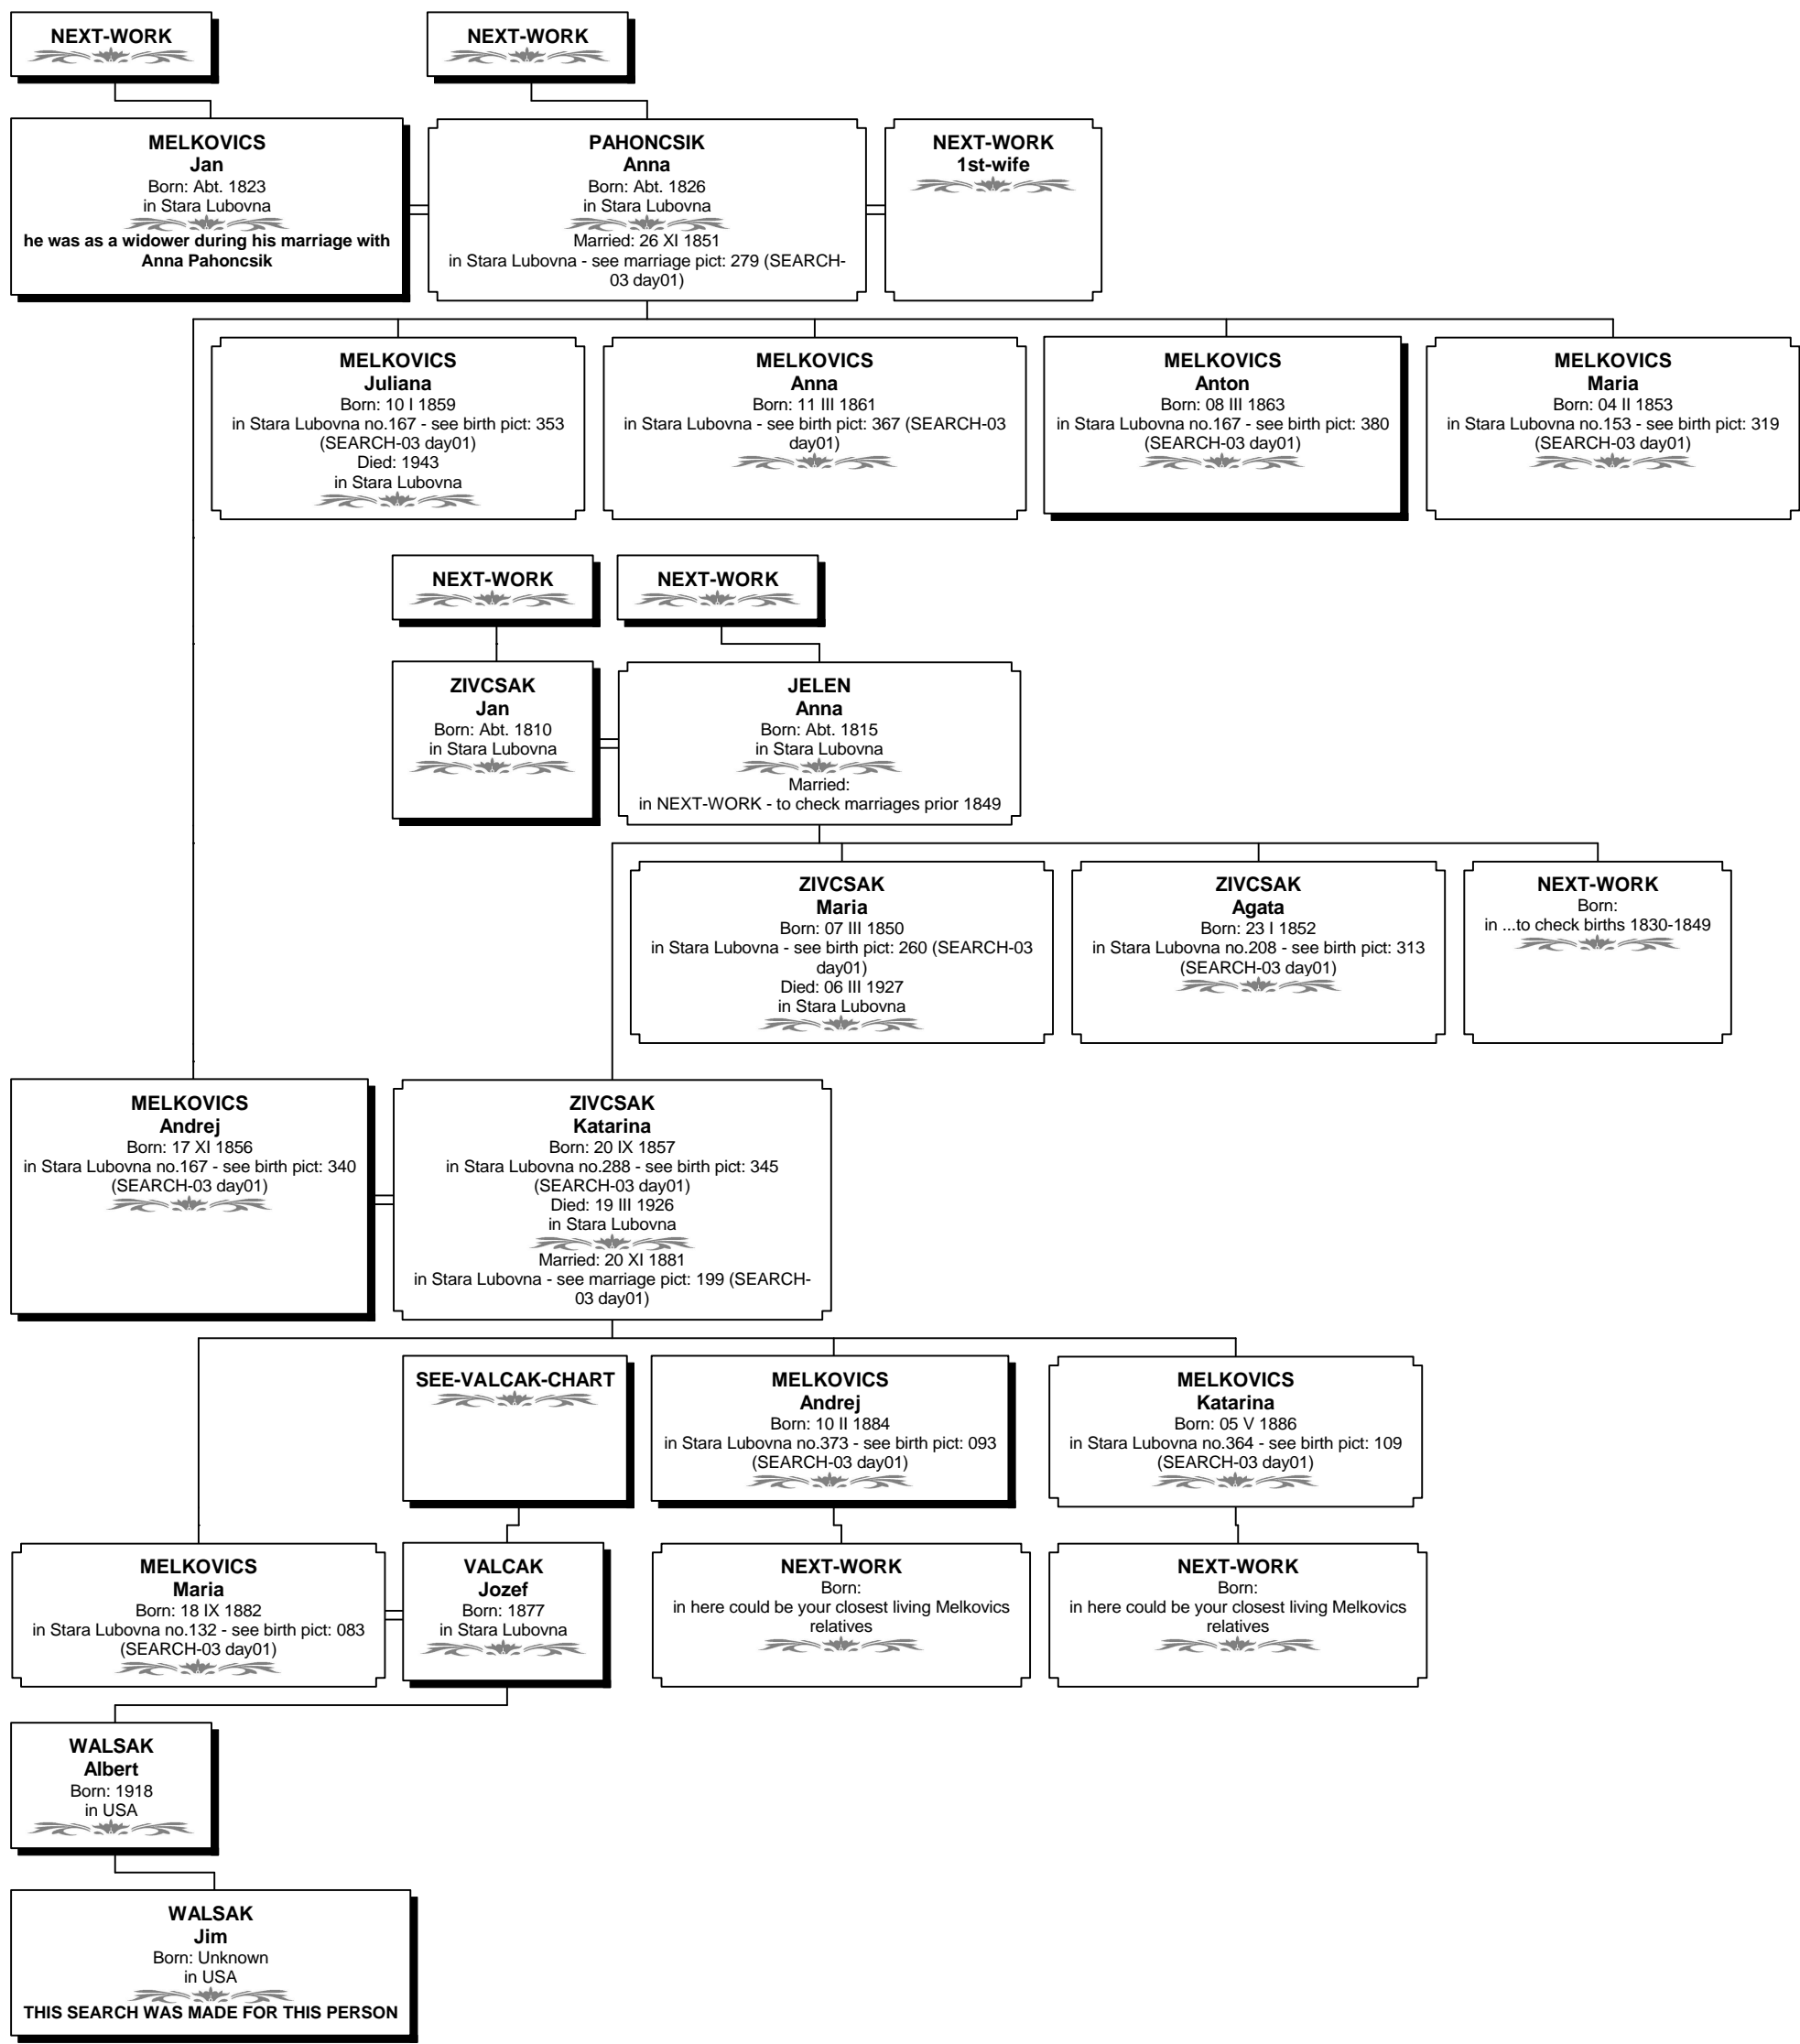 NEXT-WORK
NEXT-WORK
MELKOVICS
Jan
Born: Abt. 1823
in Stara Lubovna
he was as a widower during his marriage with
Anna Pahoncsik
PAHONCSIK
Anna
Born: Abt. 1826
in Stara Lubovna
Married: 26 XI 1851
in Stara Lubovna - see marriage pict: 279 (SEARCH-
03 day01)
NEXT-WORK
1st-wife
MELKOVICS
Juliana
Born: 10 I 1859
in Stara Lubovna no.167 - see birth pict: 353
(SEARCH-03 day01)
Died: 1943
in Stara Lubovna
MELKOVICS
Anna
Born: 11 III 1861
in Stara Lubovna - see birth pict: 367 (SEARCH-03
day01)
MELKOVICS
Anton
Born: 08 III 1863
in Stara Lubovna no.167 - see birth pict: 380
(SEARCH-03 day01)
MELKOVICS
Maria
Born: 04 II 1853
in Stara Lubovna no.153 - see birth pict: 319
(SEARCH-03 day01)
NEXT-WORK
NEXT-WORK
ZIVCSAK
Jan
Born: Abt. 1810
in Stara Lubovna
JELEN
Anna
Born: Abt. 1815
in Stara Lubovna
Married:
in NEXT-WORK - to check marriages prior 1849
ZIVCSAK
Maria
Born: 07 III 1850
in Stara Lubovna - see birth pict: 260 (SEARCH-03
day01)
Died: 06 III 1927
in Stara Lubovna
ZIVCSAK
Agata
Born: 23 I 1852
in Stara Lubovna no.208 - see birth pict: 313
(SEARCH-03 day01)
NEXT-WORK
Born:
in ...to check births 1830-1849
MELKOVICS
Andrej
Born: 17 XI 1856
in Stara Lubovna no.167 - see birth pict: 340
(SEARCH-03 day01)
ZIVCSAK
Katarina
Born: 20 IX 1857
in Stara Lubovna no.288 - see birth pict: 345
(SEARCH-03 day01)
Died: 19 III 1926
in Stara Lubovna
Married: 20 XI 1881
in Stara Lubovna - see marriage pict: 199 (SEARCH-
03 day01)
SEE-VALCAK-CHART
MELKOVICS
Andrej
Born: 10 II 1884
in Stara Lubovna no.373 - see birth pict: 093
(SEARCH-03 day01)
MELKOVICS
Katarina
Born: 05 V 1886
in Stara Lubovna no.364 - see birth pict: 109
(SEARCH-03 day01)
MELKOVICS
Maria
Born: 18 IX 1882
in Stara Lubovna no.132 - see birth pict: 083
(SEARCH-03 day01)
VALCAK
Jozef
Born: 1877
in Stara Lubovna
NEXT-WORK
Born:
in here could be your closest living Melkovics
relatives
NEXT-WORK
Born:
in here could be your closest living Melkovics
relatives
WALSAK
Albert
Born: 1918
in USA
WALSAK
Jim
Born: Unknown
in USA
THIS SEARCH WAS MADE FOR THIS PERSON